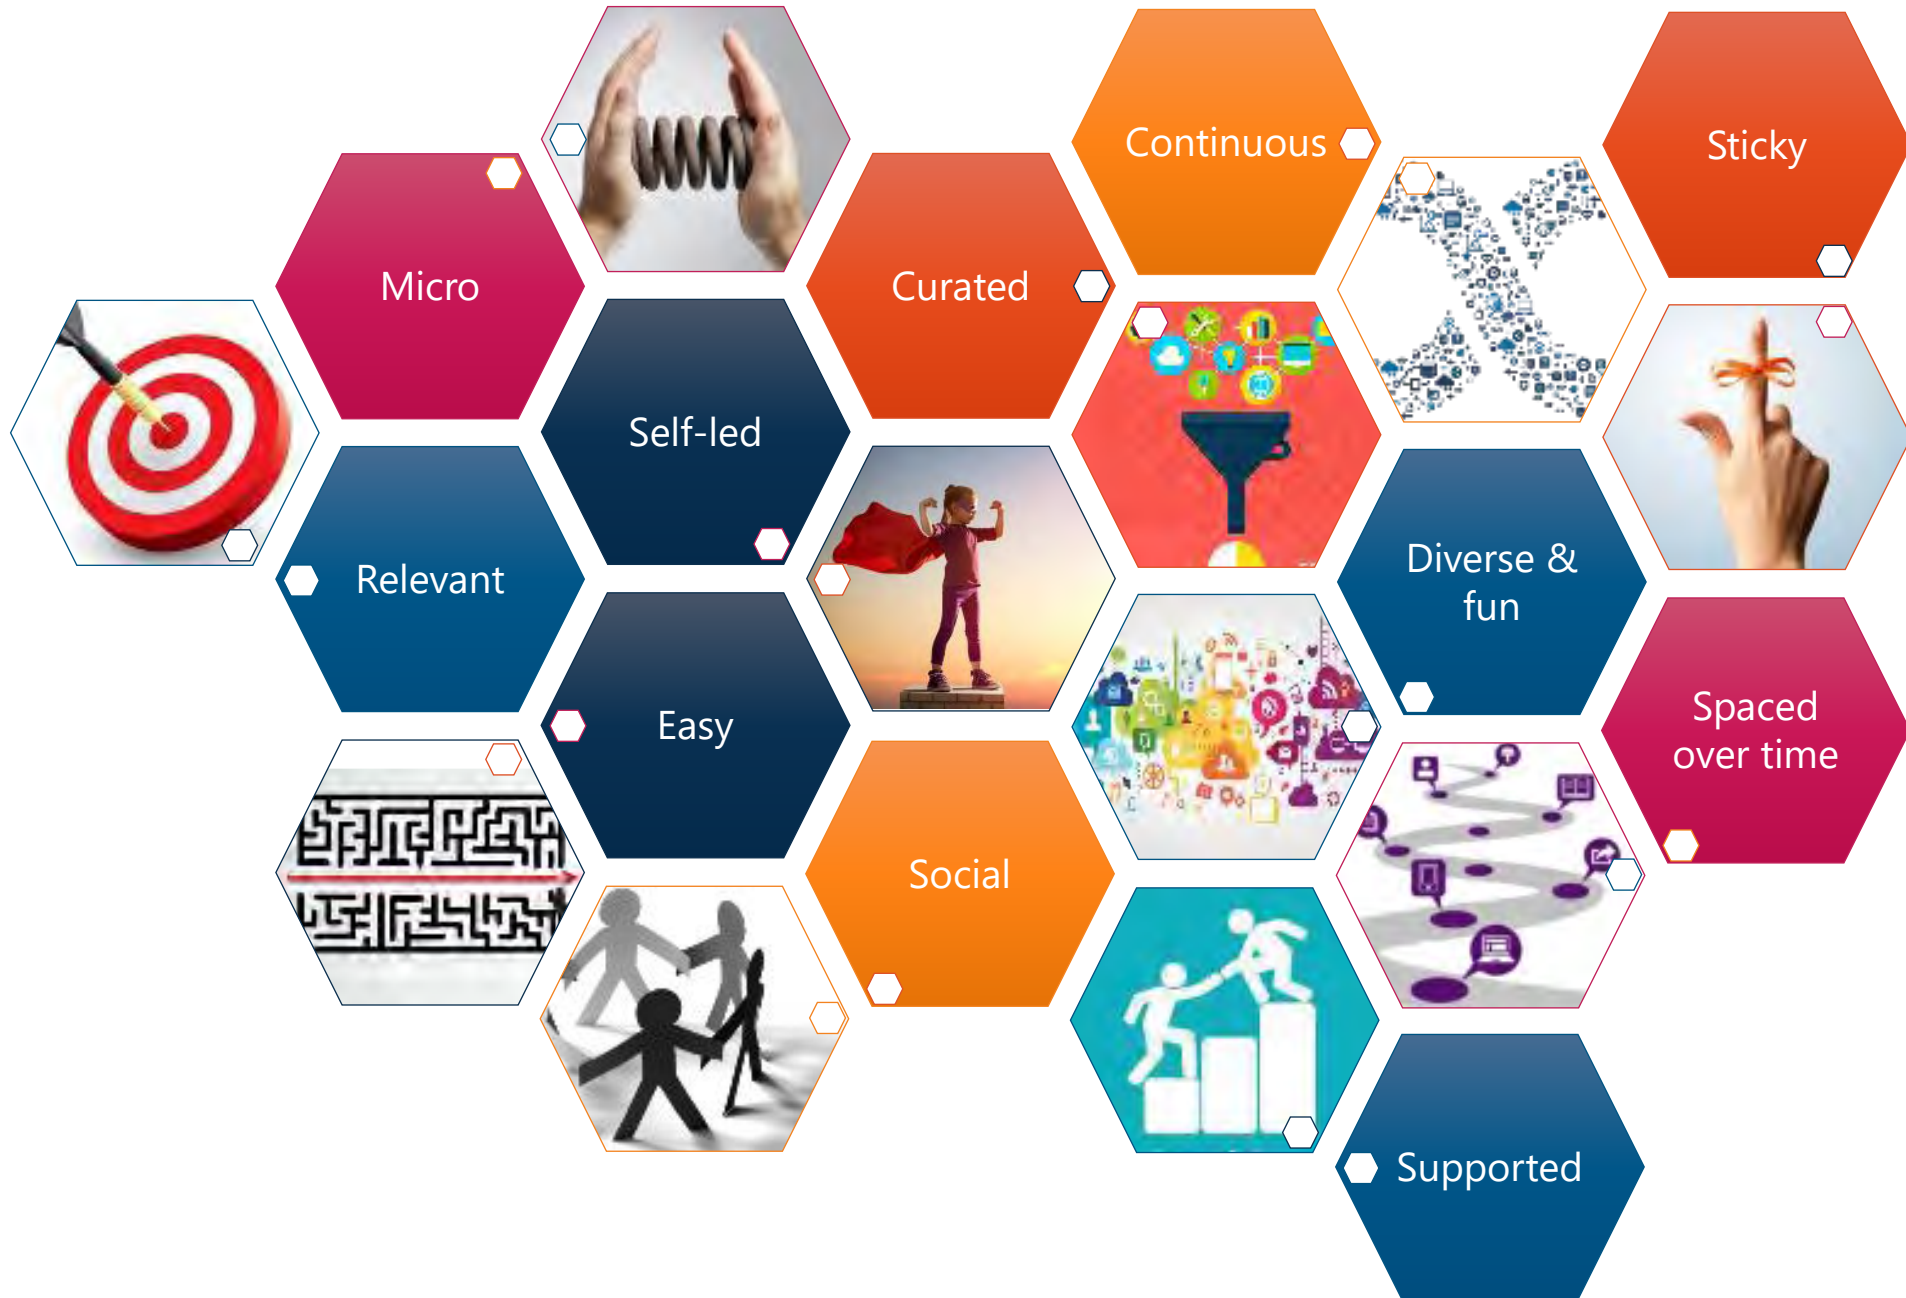 Continuous
Sticky
Micro
Curated
Self-led
Relevant
Diverse &
fun
Easy
Spaced
over time
Social
Supported